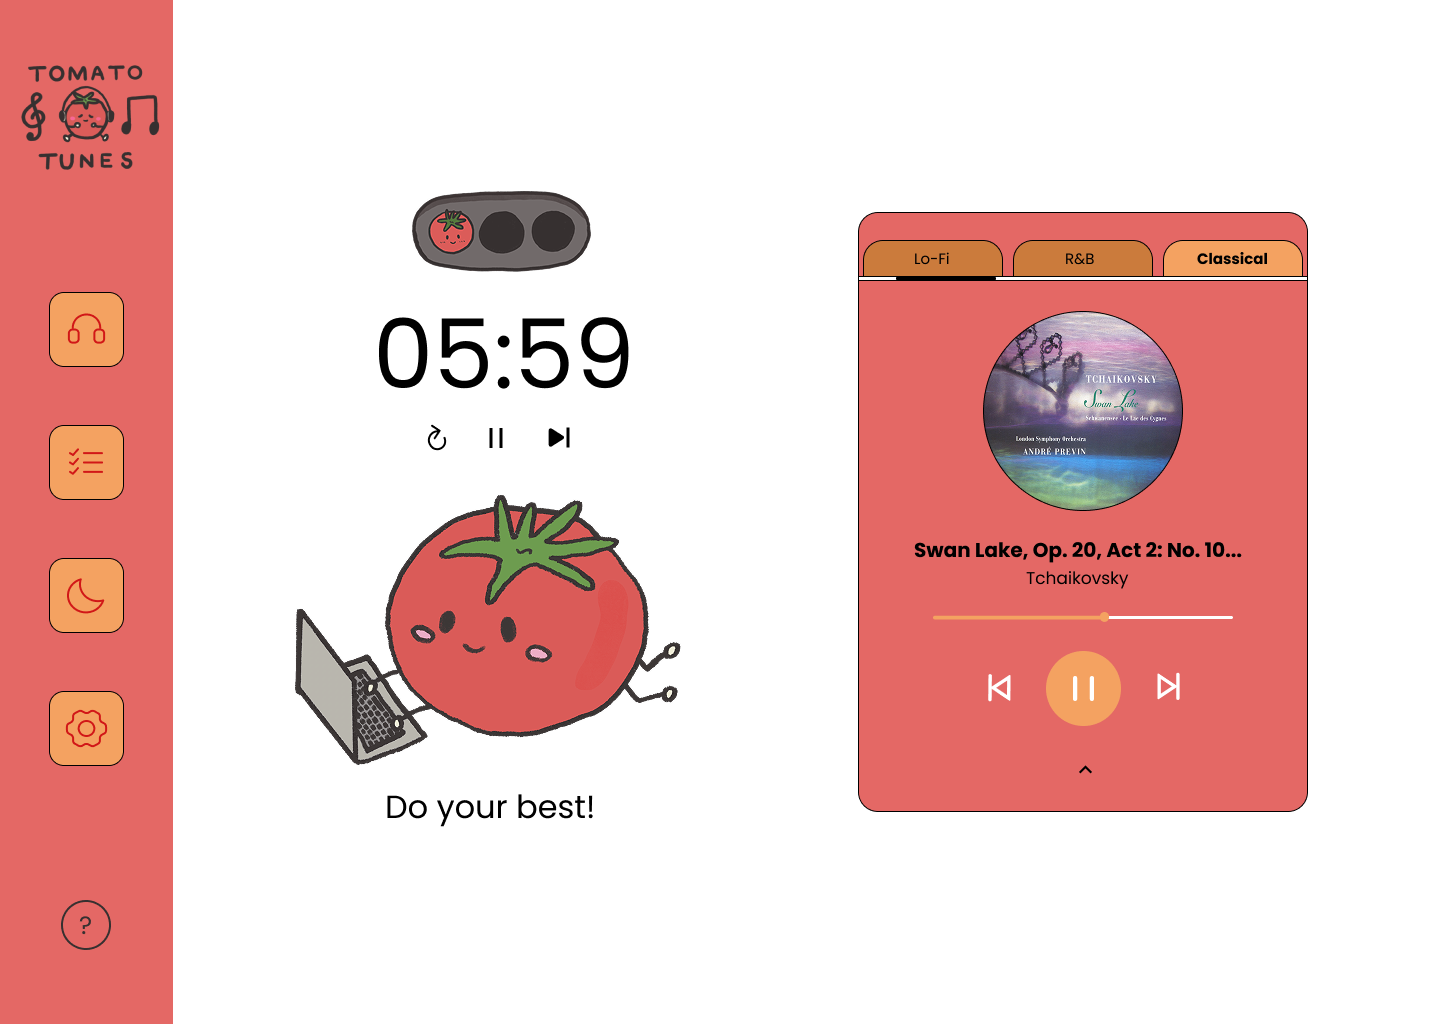 TOMATO
TUNES
?
05:59
Do your best!
Lo-Fi
R&B
Classical
TCHAIKOVSKY
Swan Lake
Schwanensee · Le Lac des Cygnes
London Symphony Orchestra
ANDRÉ PREVIN
Swan Lake, Op. 20, Act 2: No. 10...
Tchaikovsky